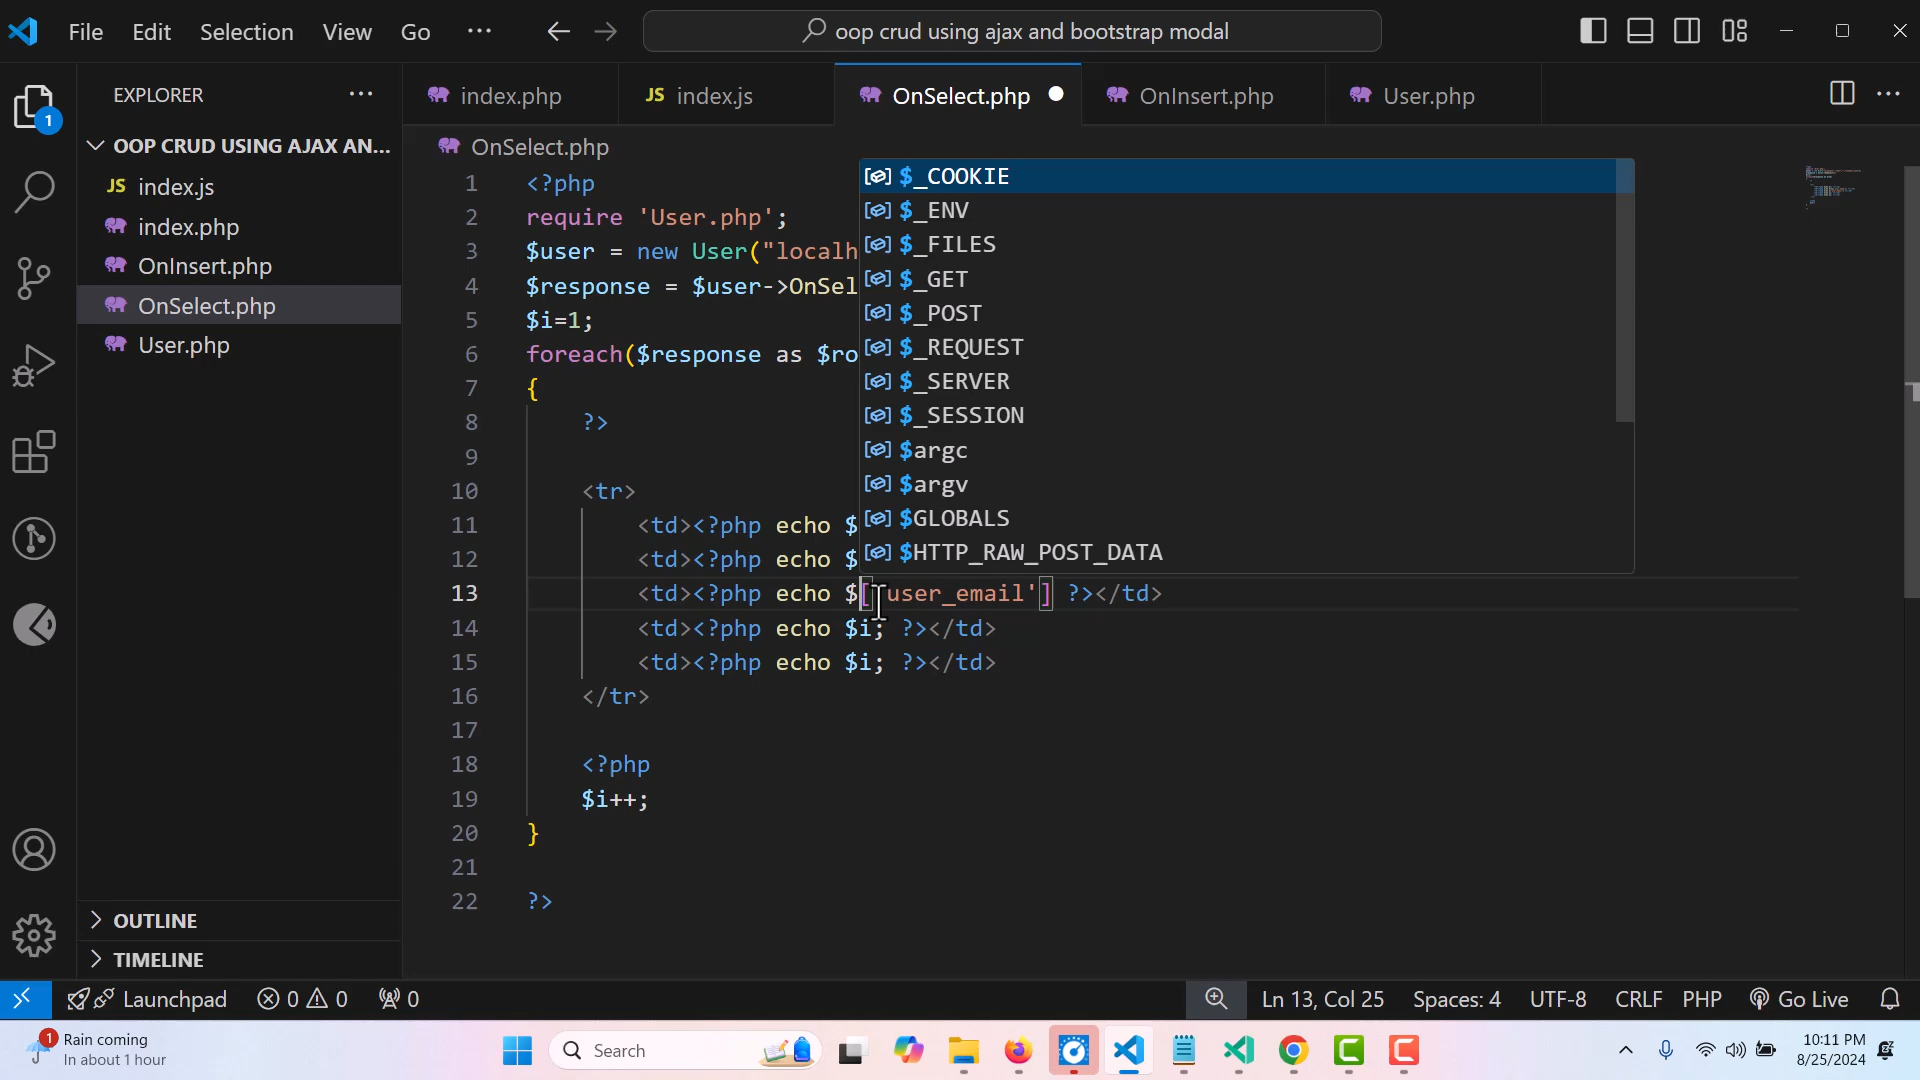 File Edit Selection View Go ··· oop crud using ajax and bootstrap modal
EXPLORER ···
1
OOP CRUD USING AJAX AN...
JS index.js
index.php
OnInsert.php
OnSelect.php
User.php
OUTLINE
TIMELINE
index.php JS index.js OnSelect.php OnInsert.php User.php ···
OnSelect.php
1 <?php
2 require 'User.php';
3 $user = new User("localh
4 $response = $user->OnSel
5 $i=1;
6 foreach($response as $ro
7 {
8 ?>
9
10 <tr>
11 <td><?php echo $
12 <td><?php echo $
13 <td><?php echo $['user_email'] ?></td>
14 <td><?php echo $i; ?></td>
15 <td><?php echo $i; ?></td>
16 </tr>
17
18 <?php
19 $i++;
20 }
21
22 ?>
$_COOKIE
$_ENV
$_FILES
$_GET
$_POST
$_REQUEST
$_SERVER
$_SESSION
$argc
$argv
$GLOBALS
$HTTP_RAW_POST_DATA
Launchpad 0 0 0 Ln 13, Col 25 Spaces: 4 UTF-8 CRLF PHP Go Live
1 Rain coming
In about 1 hour
Search
10:11 PM
8/25/2024